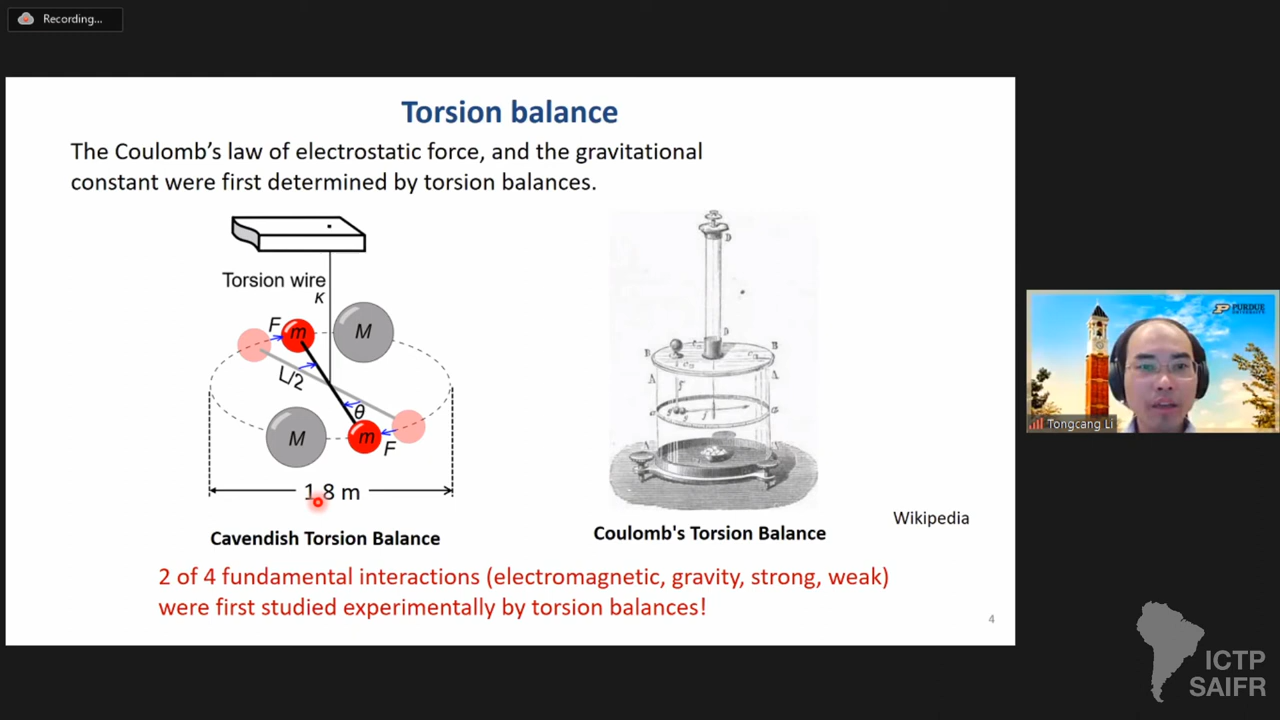 Recording...
Torsion balance
The Coulomb's law of electrostatic force, and the gravitational
constant were first determined by torsion balances.
Torsion wire
κ
F
m
M
L/2
θ
M
m
F
1.8 m
D
D
B
B
A
A
a
Cavendish Torsion Balance
Coulomb's Torsion Balance
Wikipedia
2 of 4 fundamental interactions (electromagnetic, gravity, strong, weak)
were first studied experimentally by torsion balances!
4
PURDUE
UNIVERSITY
Tongcang Li
ICTP
SAIFR